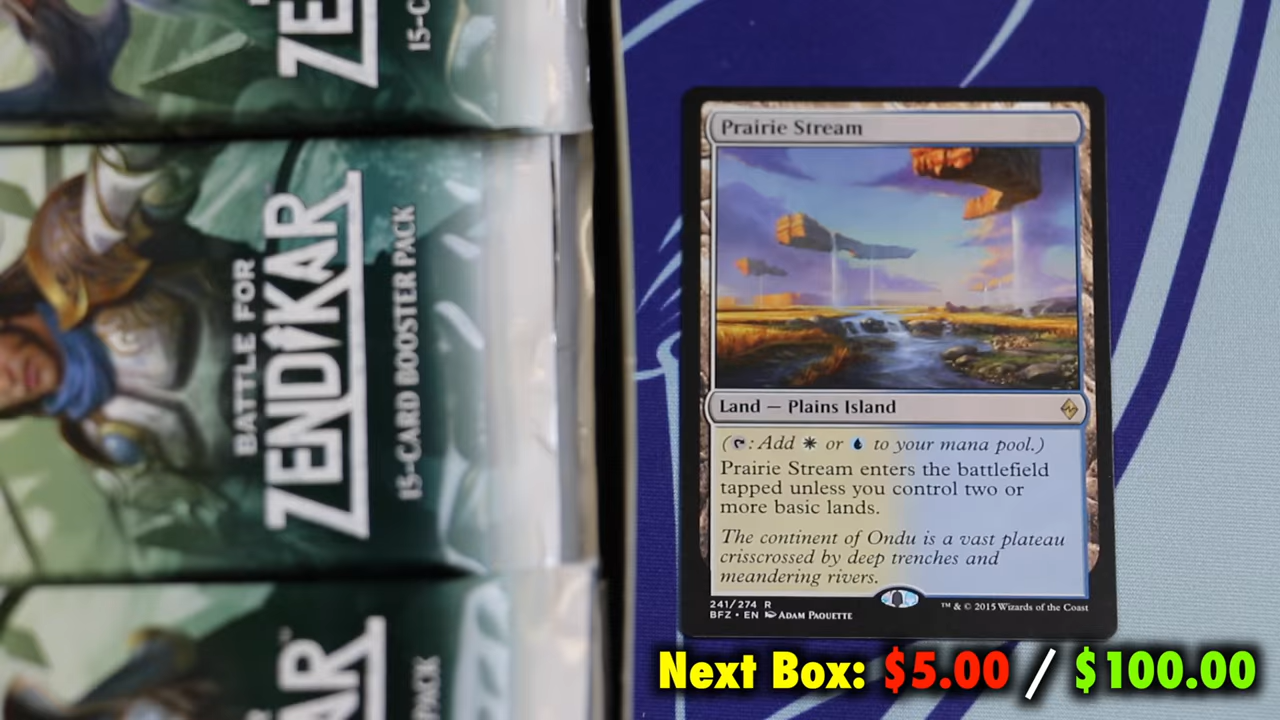 ZE
15-C
BATTLE FOR
ZENDIKAR
15-CARD BOOSTER PACK
AR
PACK
Prairie Stream
Land — Plains Island
( : Add or to your mana pool.)
Prairie Stream enters the battlefield
tapped unless you control two or
more basic lands.
The continent of Ondu is a vast plateau
crisscrossed by deep trenches and
meandering rivers.
241/274 R
BFZ • EN ADAM PAQUETTE
™ & © 2015 Wizards of the Coast
Next Box: $5.00 / $100.00